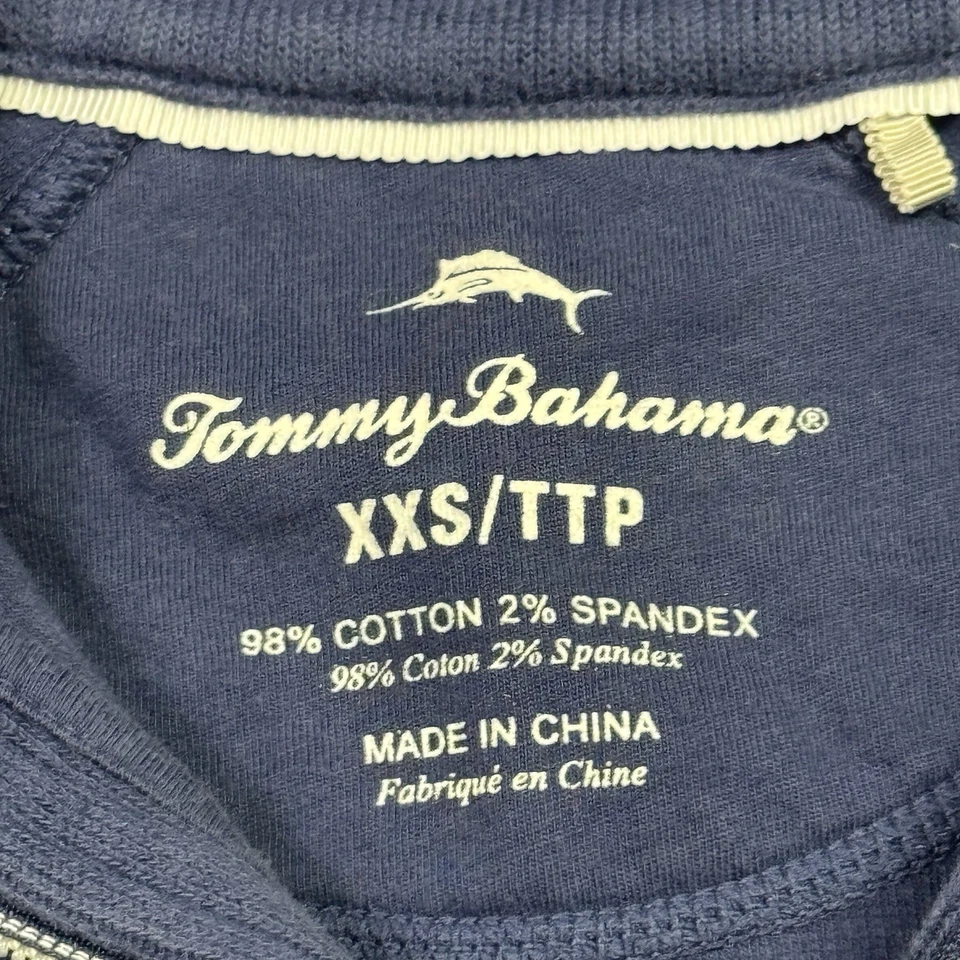 Tommy Bahama®
XXS/TTP
98% COTTON 2% SPANDEX
98% Coton 2% Spandex
MADE IN CHINA
Fabriqué en Chine